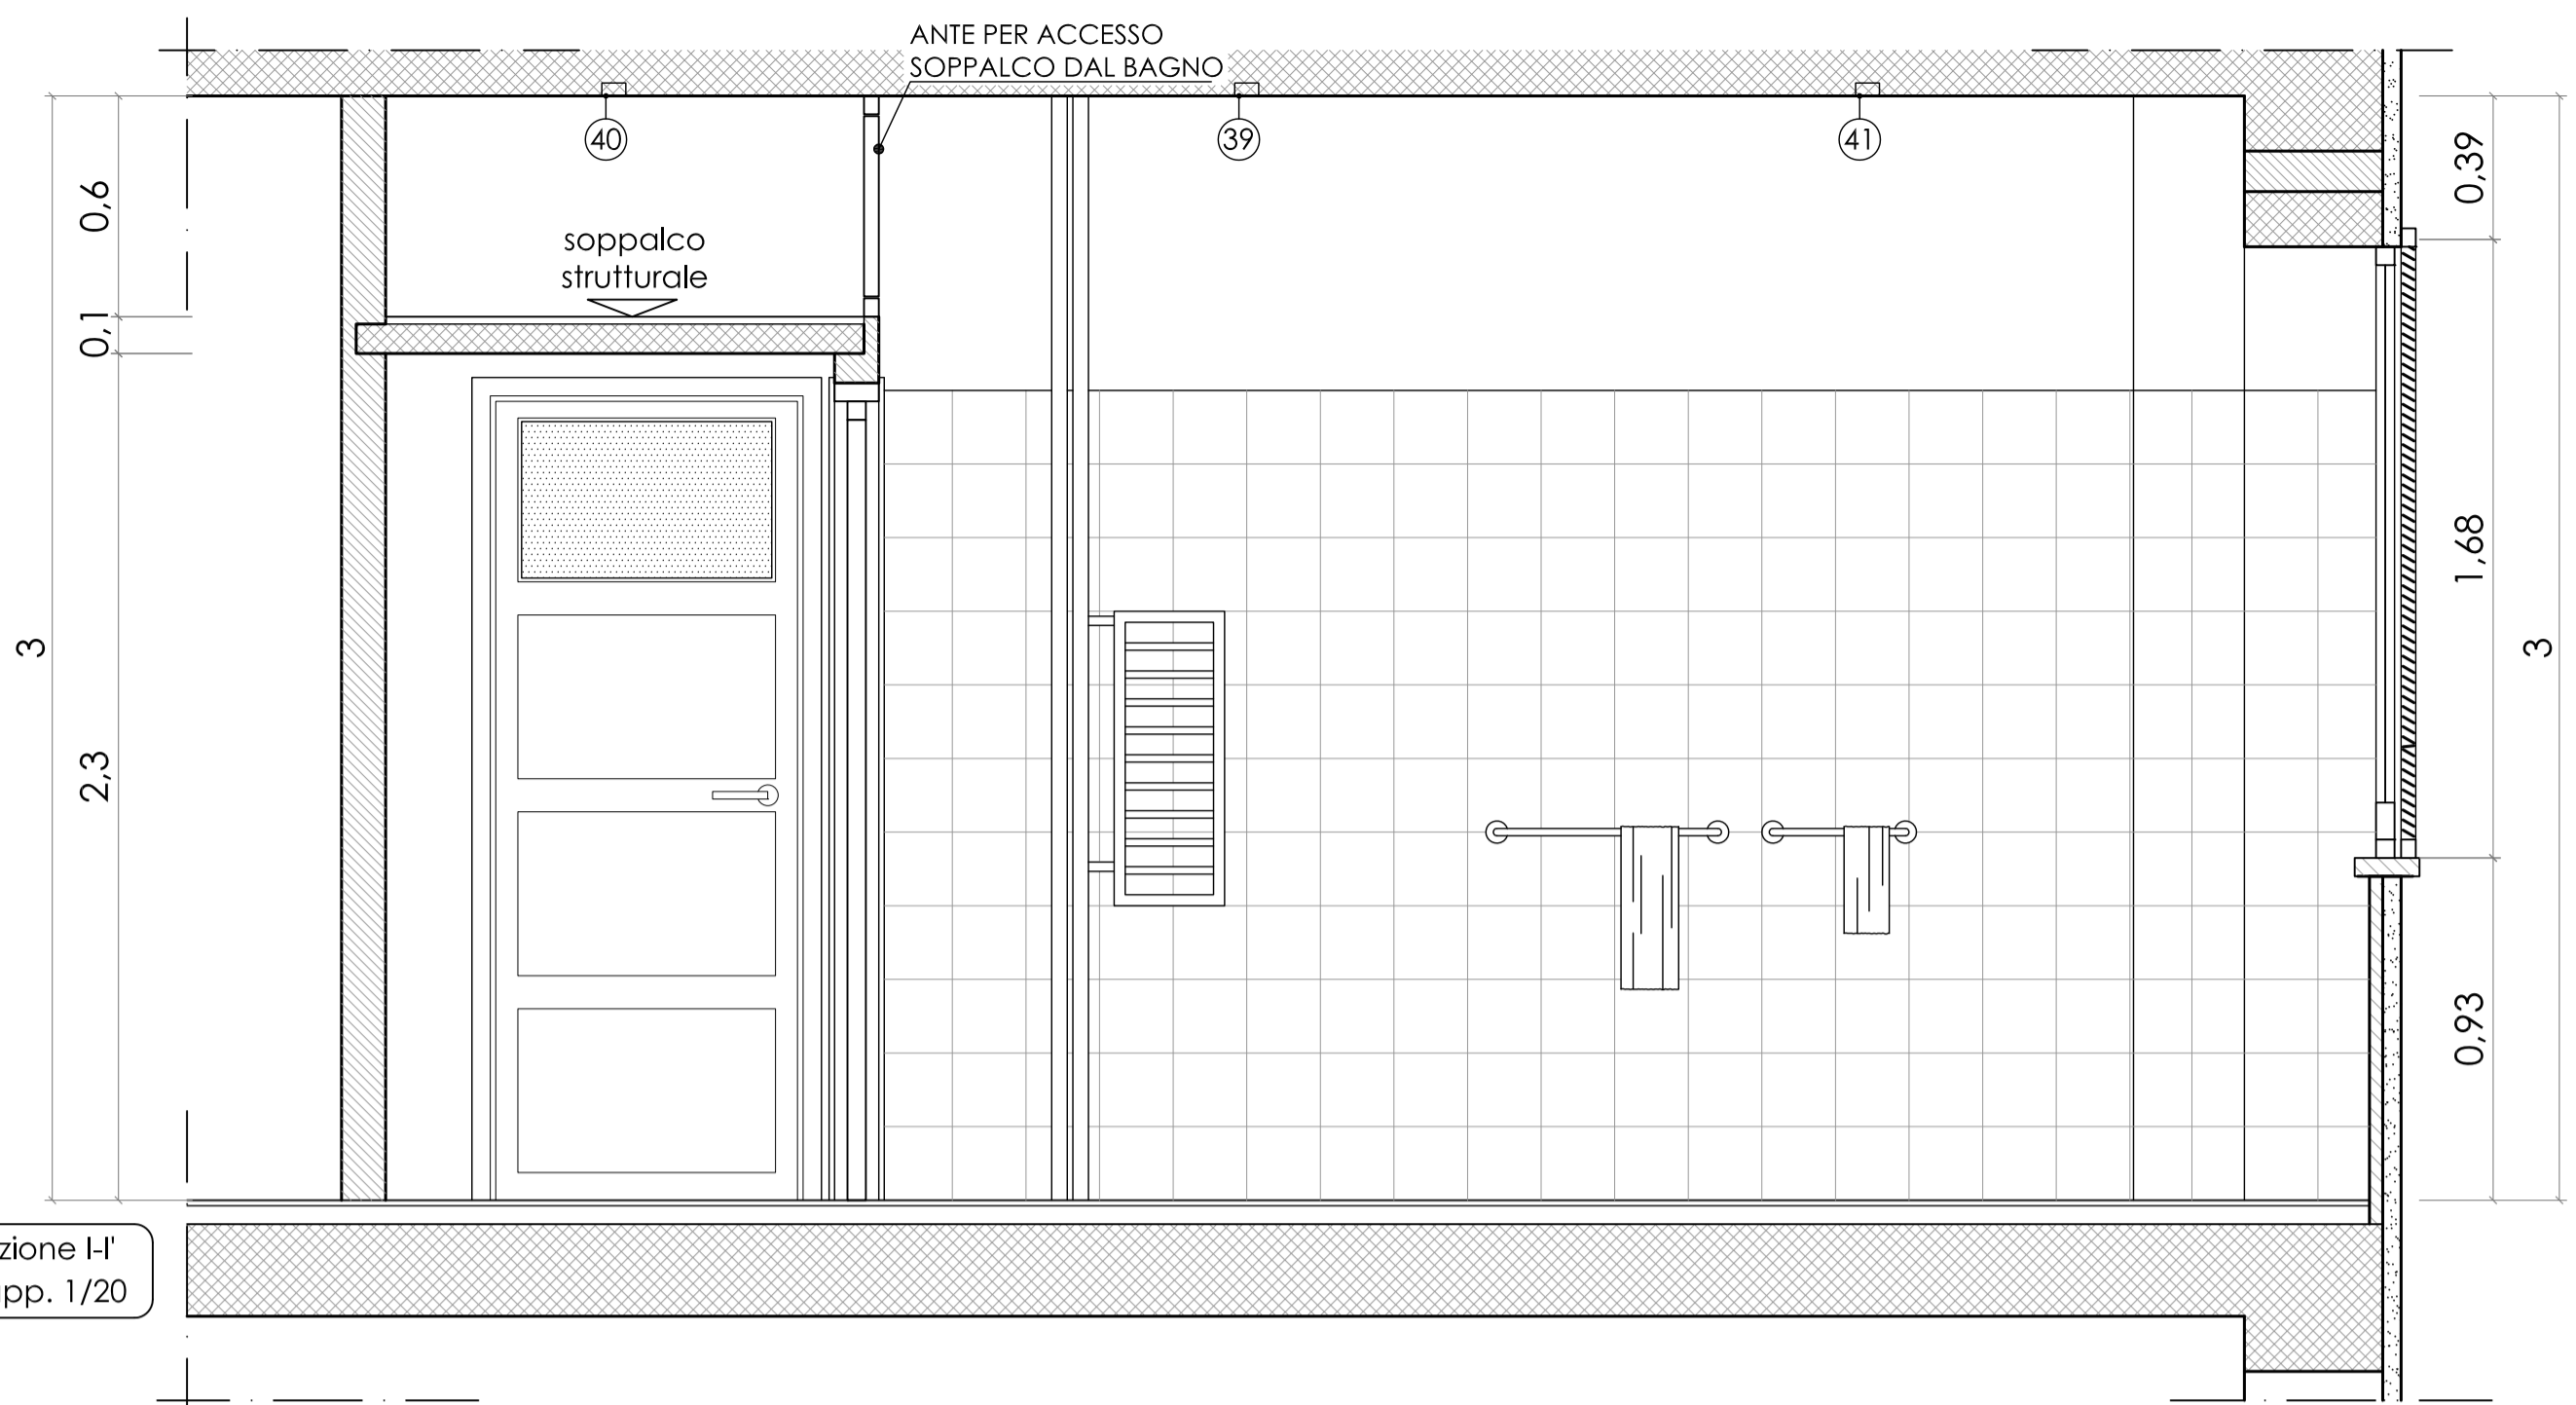 ANTE PER ACCESSO
SOPPALCO DAL BAGNO
40
39
41
soppalco
strutturale
0,6
0,1
3
2,3
0,39
1,68
3
0,93
zione I-I'
pp. 1/20